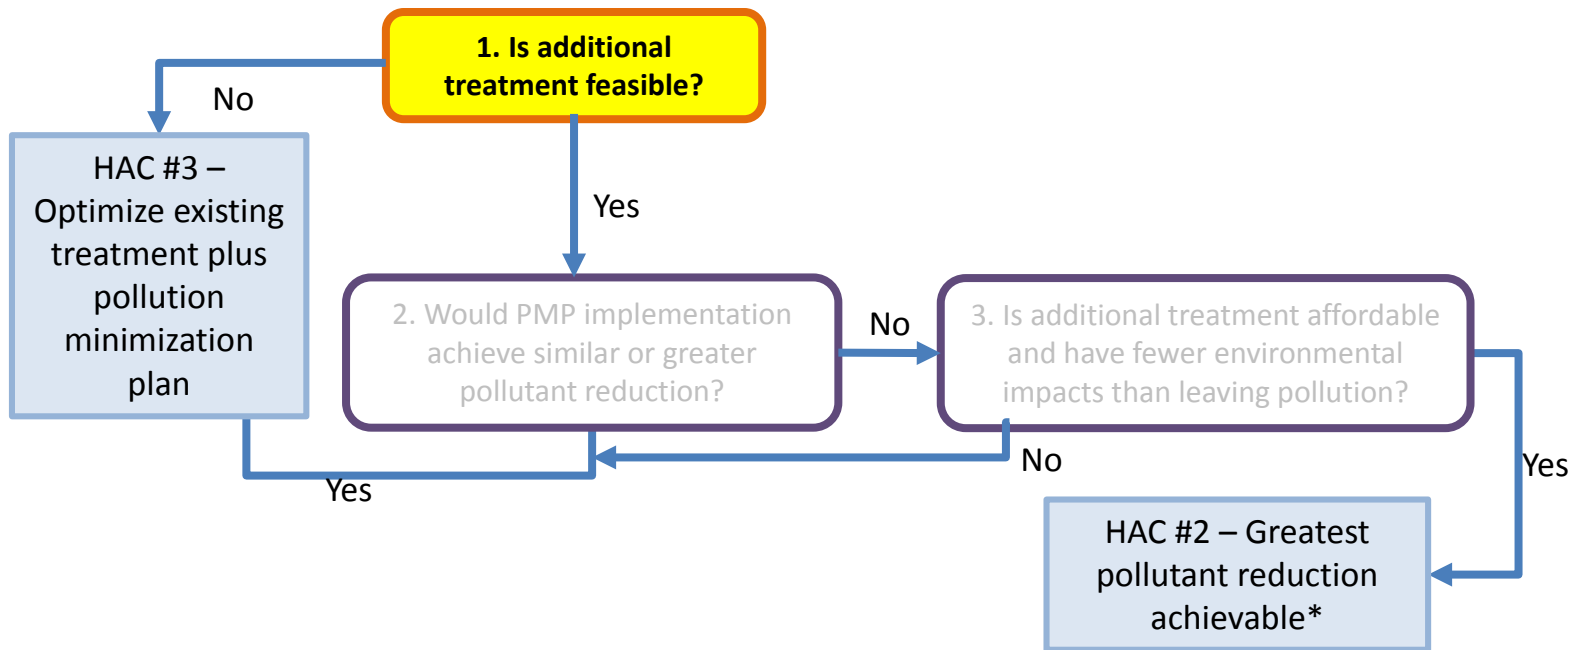 1. Is additional
treatment feasible?
No
HAC #3 –
Optimize existing
treatment plus
pollution
minimization
plan
Yes
2. Would PMP implementation
achieve similar or greater
pollutant reduction?
No
3. Is additional treatment affordable
and have fewer environmental
impacts than leaving pollution?
Yes
No
Yes
HAC #2 – Greatest
pollutant reduction
achievable*